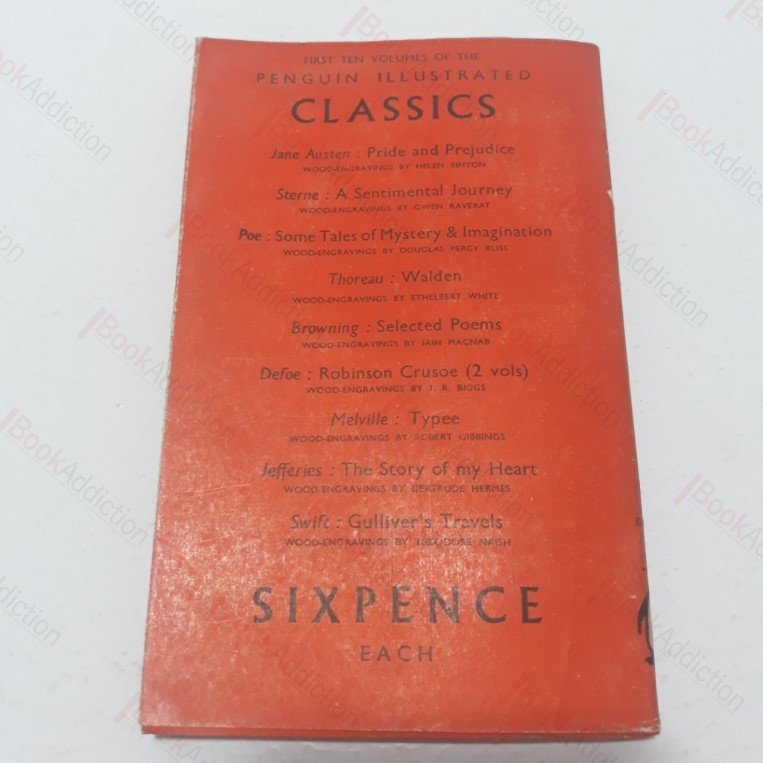 FIRST TEN VOLUMES OF THE
PENGUIN ILLUSTRATED
CLASSICS
Jane Austen : Pride and Prejudice
WOOD-ENGRAVINGS BY HELEN BINYON
Sterne : A Sentimental Journey
WOOD-ENGRAVINGS BY GWEN RAVERAT
Poe : Some Tales of Mystery & Imagination
WOOD-ENGRAVINGS BY DOUGLAS PERCY BLISS
Thoreau : Walden
WOOD-ENGRAVINGS BY ETHELBERT WHITE
Browning : Selected Poems
WOOD-ENGRAVINGS BY IAIN MACNAB
Defoe : Robinson Crusoe (2 vols)
WOOD-ENGRAVINGS BY J. R. BIGGS
Melville : Typee
WOOD-ENGRAVINGS BY ROBERT GIBBINGS
Jefferies : The Story of my Heart
WOOD-ENGRAVINGS BY GERTRUDE HERMES
Swift : Gulliver's Travels
WOOD-ENGRAVINGS BY THEODORE NAISH
SIXPENCE
EACH
BookAddiction